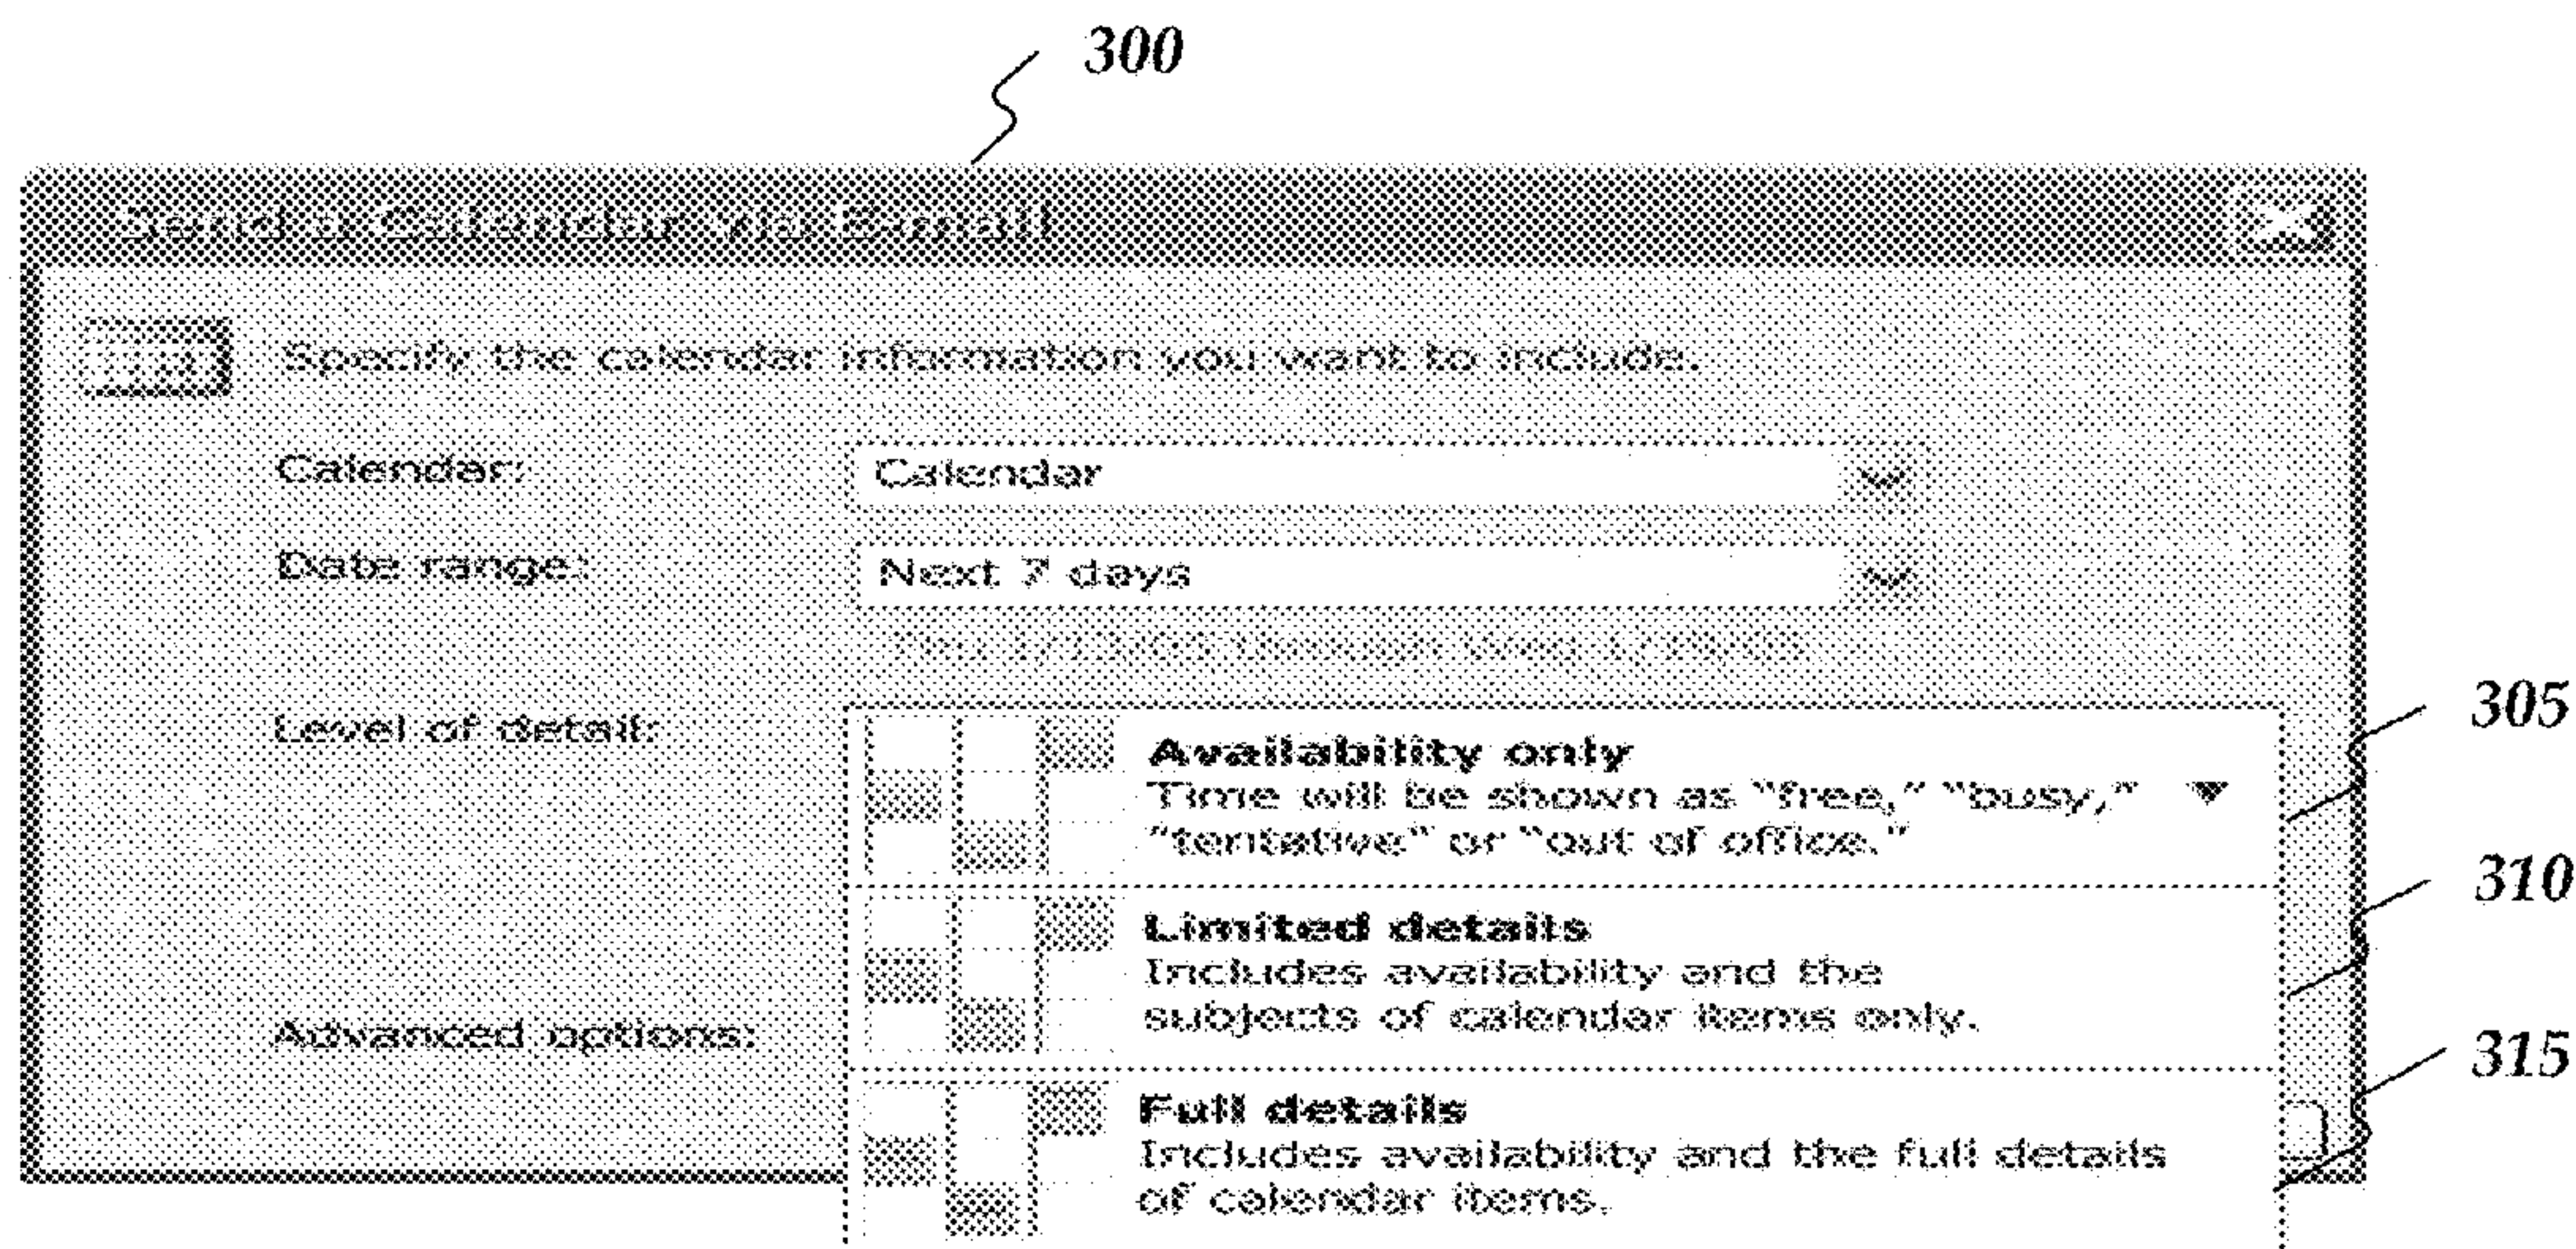 300
Send a Calendar via E-mail
Specify the calendar information you want to include.
Calendar: Calendar
Date range: Next 7 days
through Wed
Level of detail:
Availability only
Time will be shown as “free,” “busy,”
“tentative” or “out of office.”
305
Limited details
Includes availability and the
subjects of calendar items only.
310
Advanced options:
Full details
Includes availability and the full details
of calendar items.
315